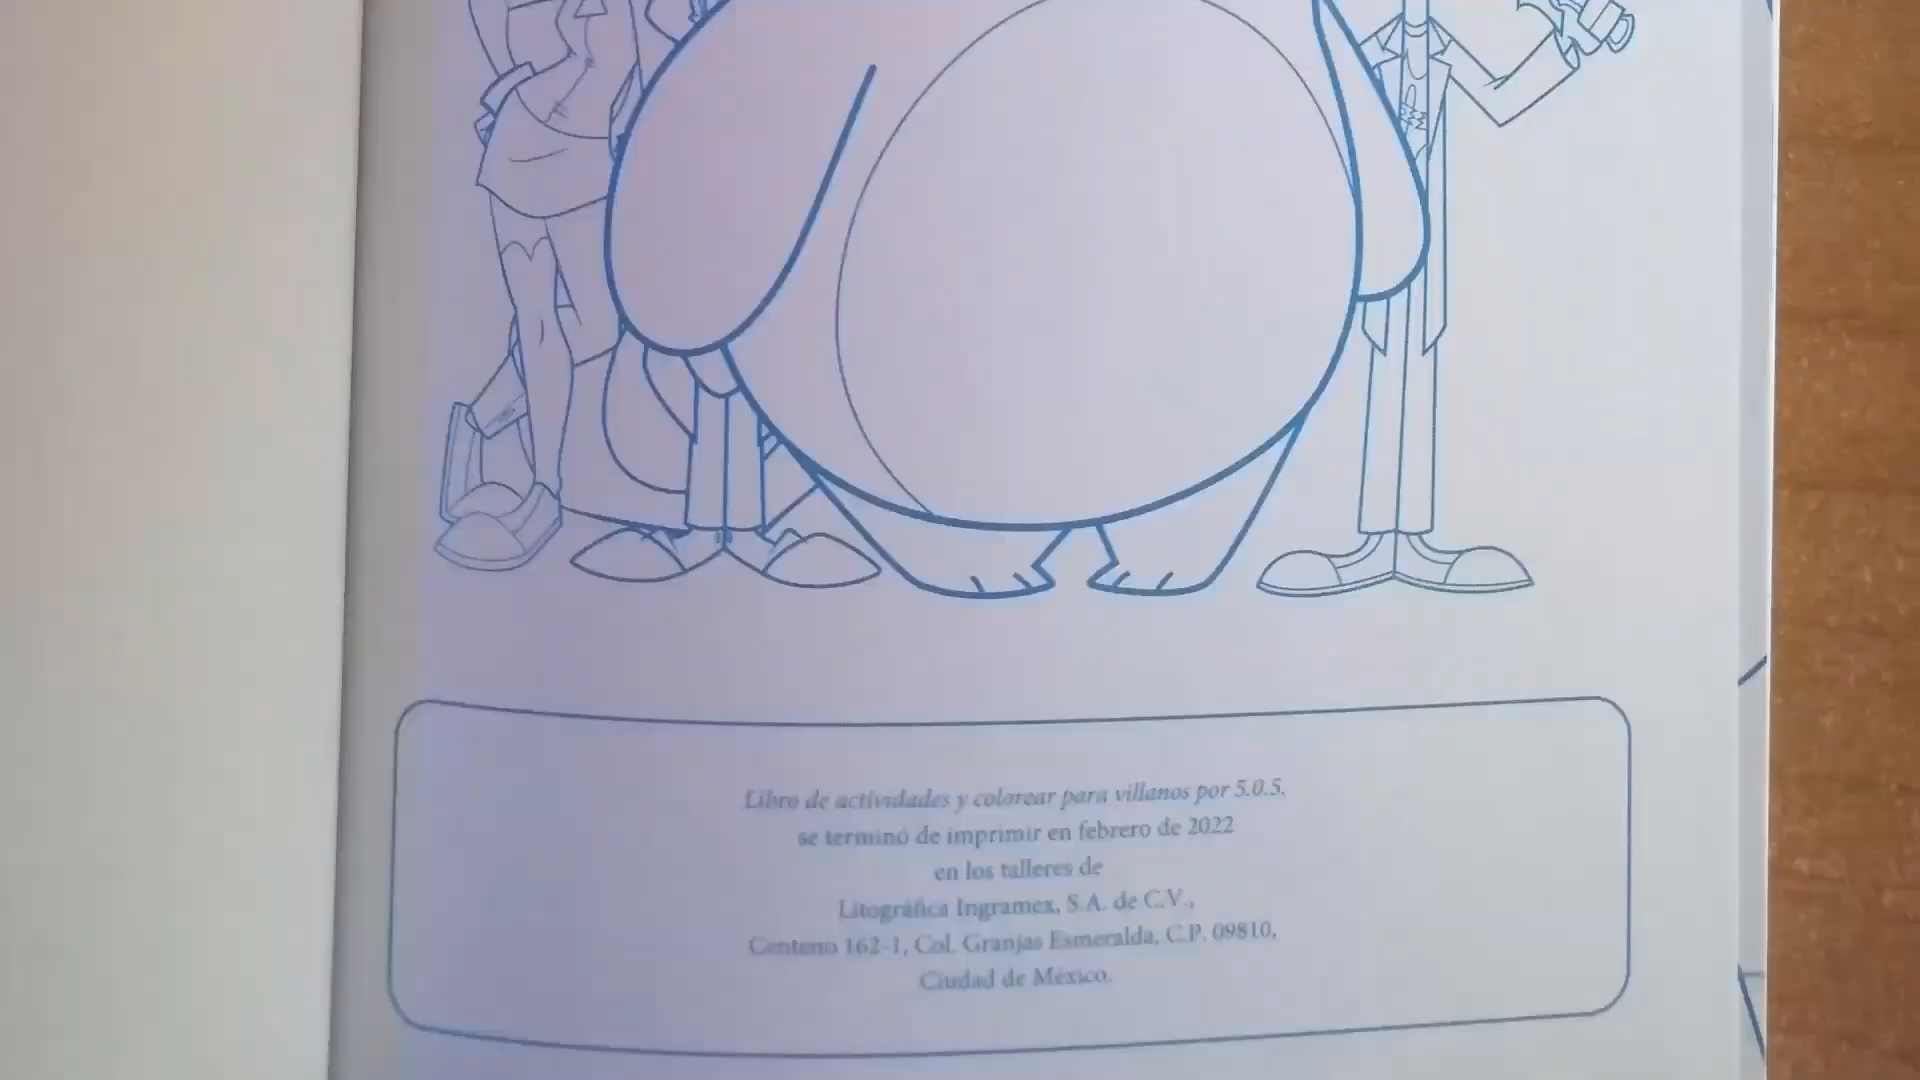 Libro de actividades y colorear para villanos por 5.0.5.
se terminó de imprimir en febrero de 2022
en los talleres de
Litográfica Ingramex, S.A. de C.V.,
Centeno 162-1, Col. Granjas Esmeralda, C.P. 09810,
Ciudad de México.